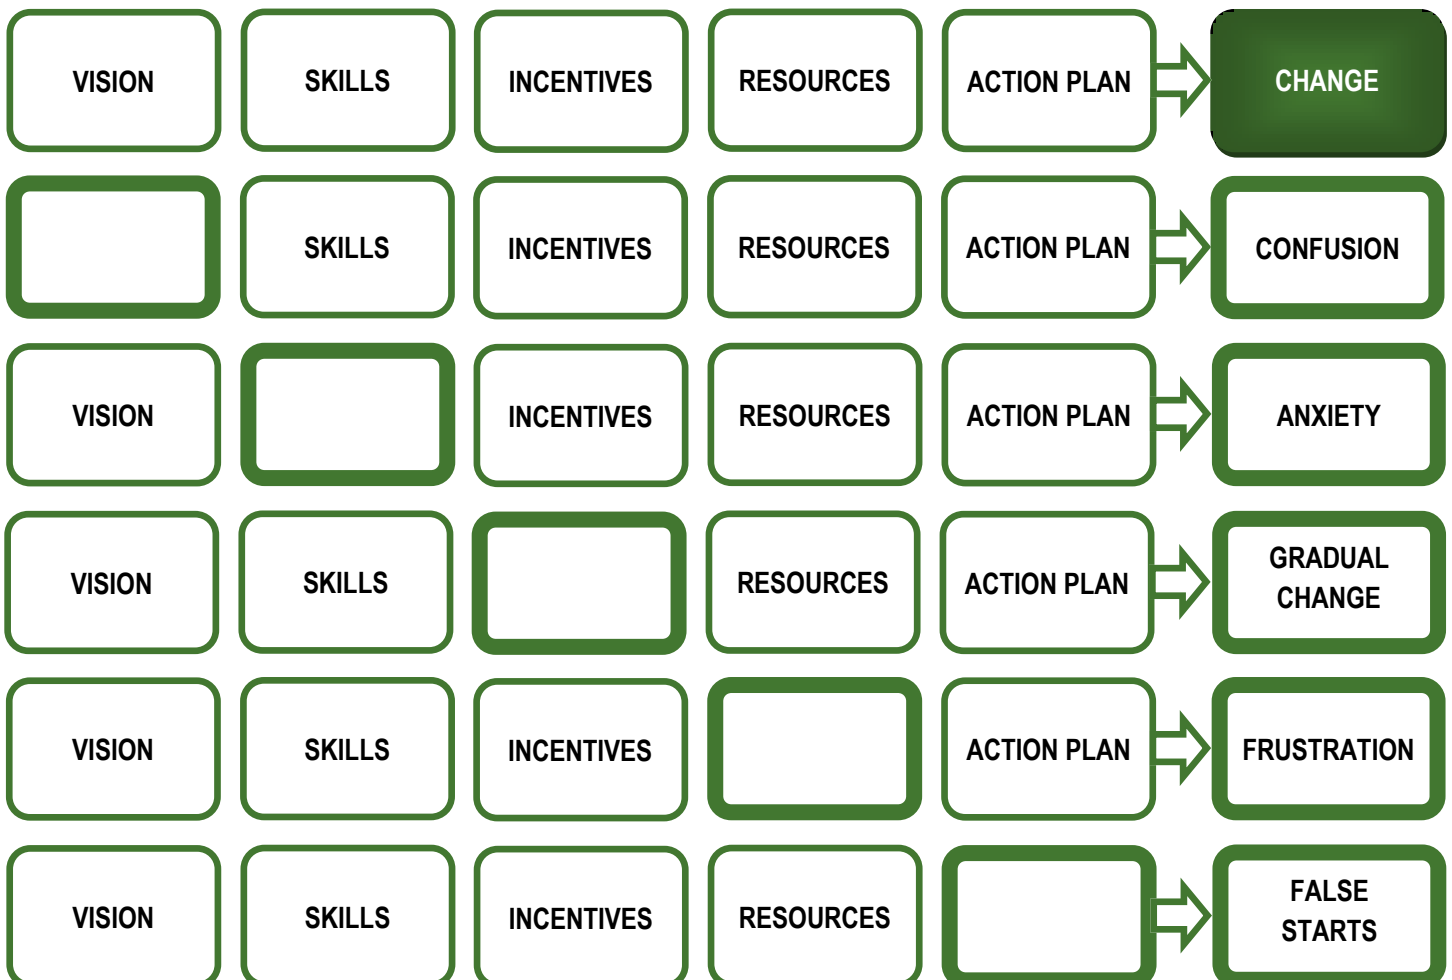 VISION SKILLS INCENTIVES RESOURCES ACTION PLAN CHANGE
SKILLS INCENTIVES RESOURCES ACTION PLAN CONFUSION
VISION INCENTIVES RESOURCES ACTION PLAN ANXIETY
VISION SKILLS RESOURCES ACTION PLAN GRADUAL
CHANGE
VISION SKILLS INCENTIVES ACTION PLAN FRUSTRATION
VISION SKILLS INCENTIVES RESOURCES FALSE
STARTS